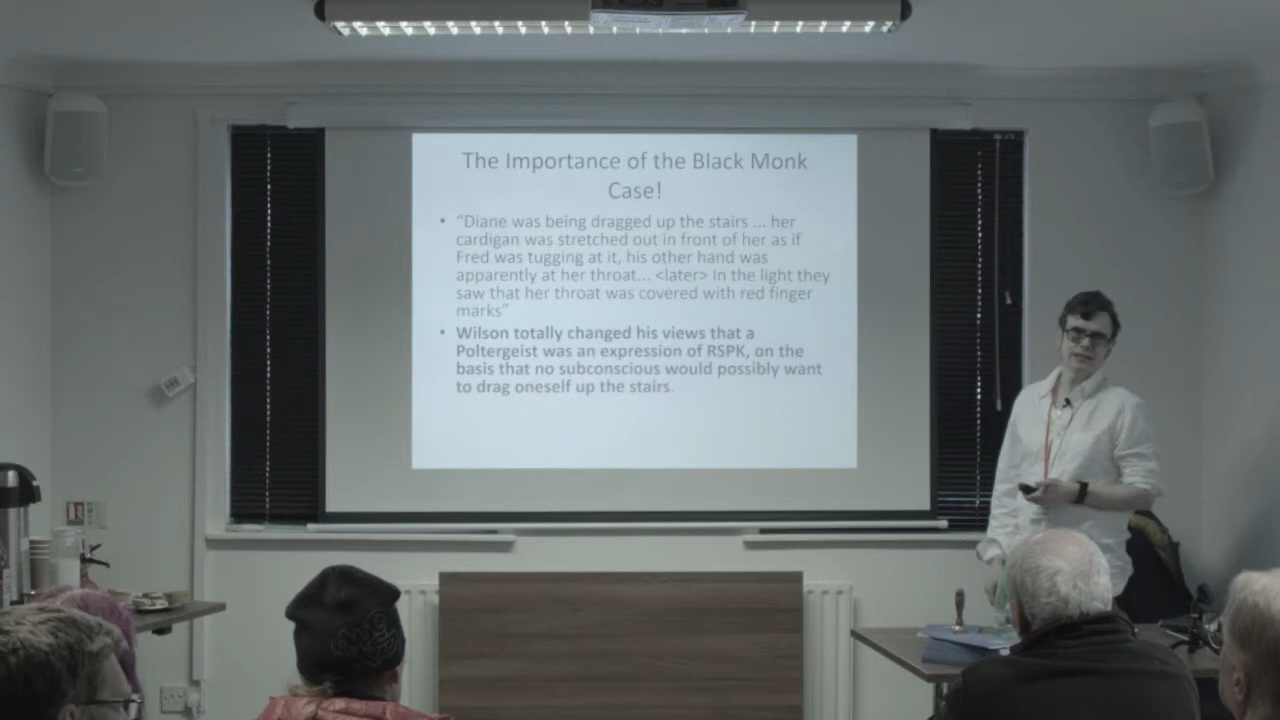 The Importance of the Black Monk
Case!
• “Diane was being dragged up the stairs ... her
cardigan was stretched out in front of her as if
Fred was tugging at it, his other hand was
apparently at her throat... <later> In the light they
saw that her throat was covered with red finger
marks”
• Wilson totally changed his views that a
Poltergeist was an expression of RSPK, on the
basis that no subconscious would possibly want
to drag oneself up the stairs.